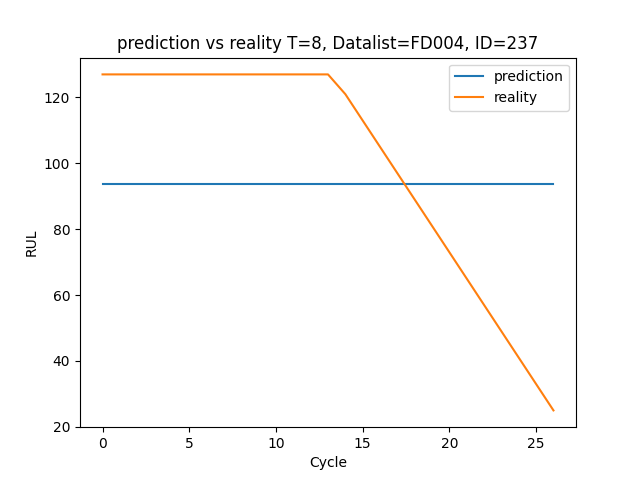 prediction vs reality T=8, Datalist=FD004, ID=237
prediction
reality
120
100
80
60
40
20
RUL
0 5 10 15 20 25
Cycle